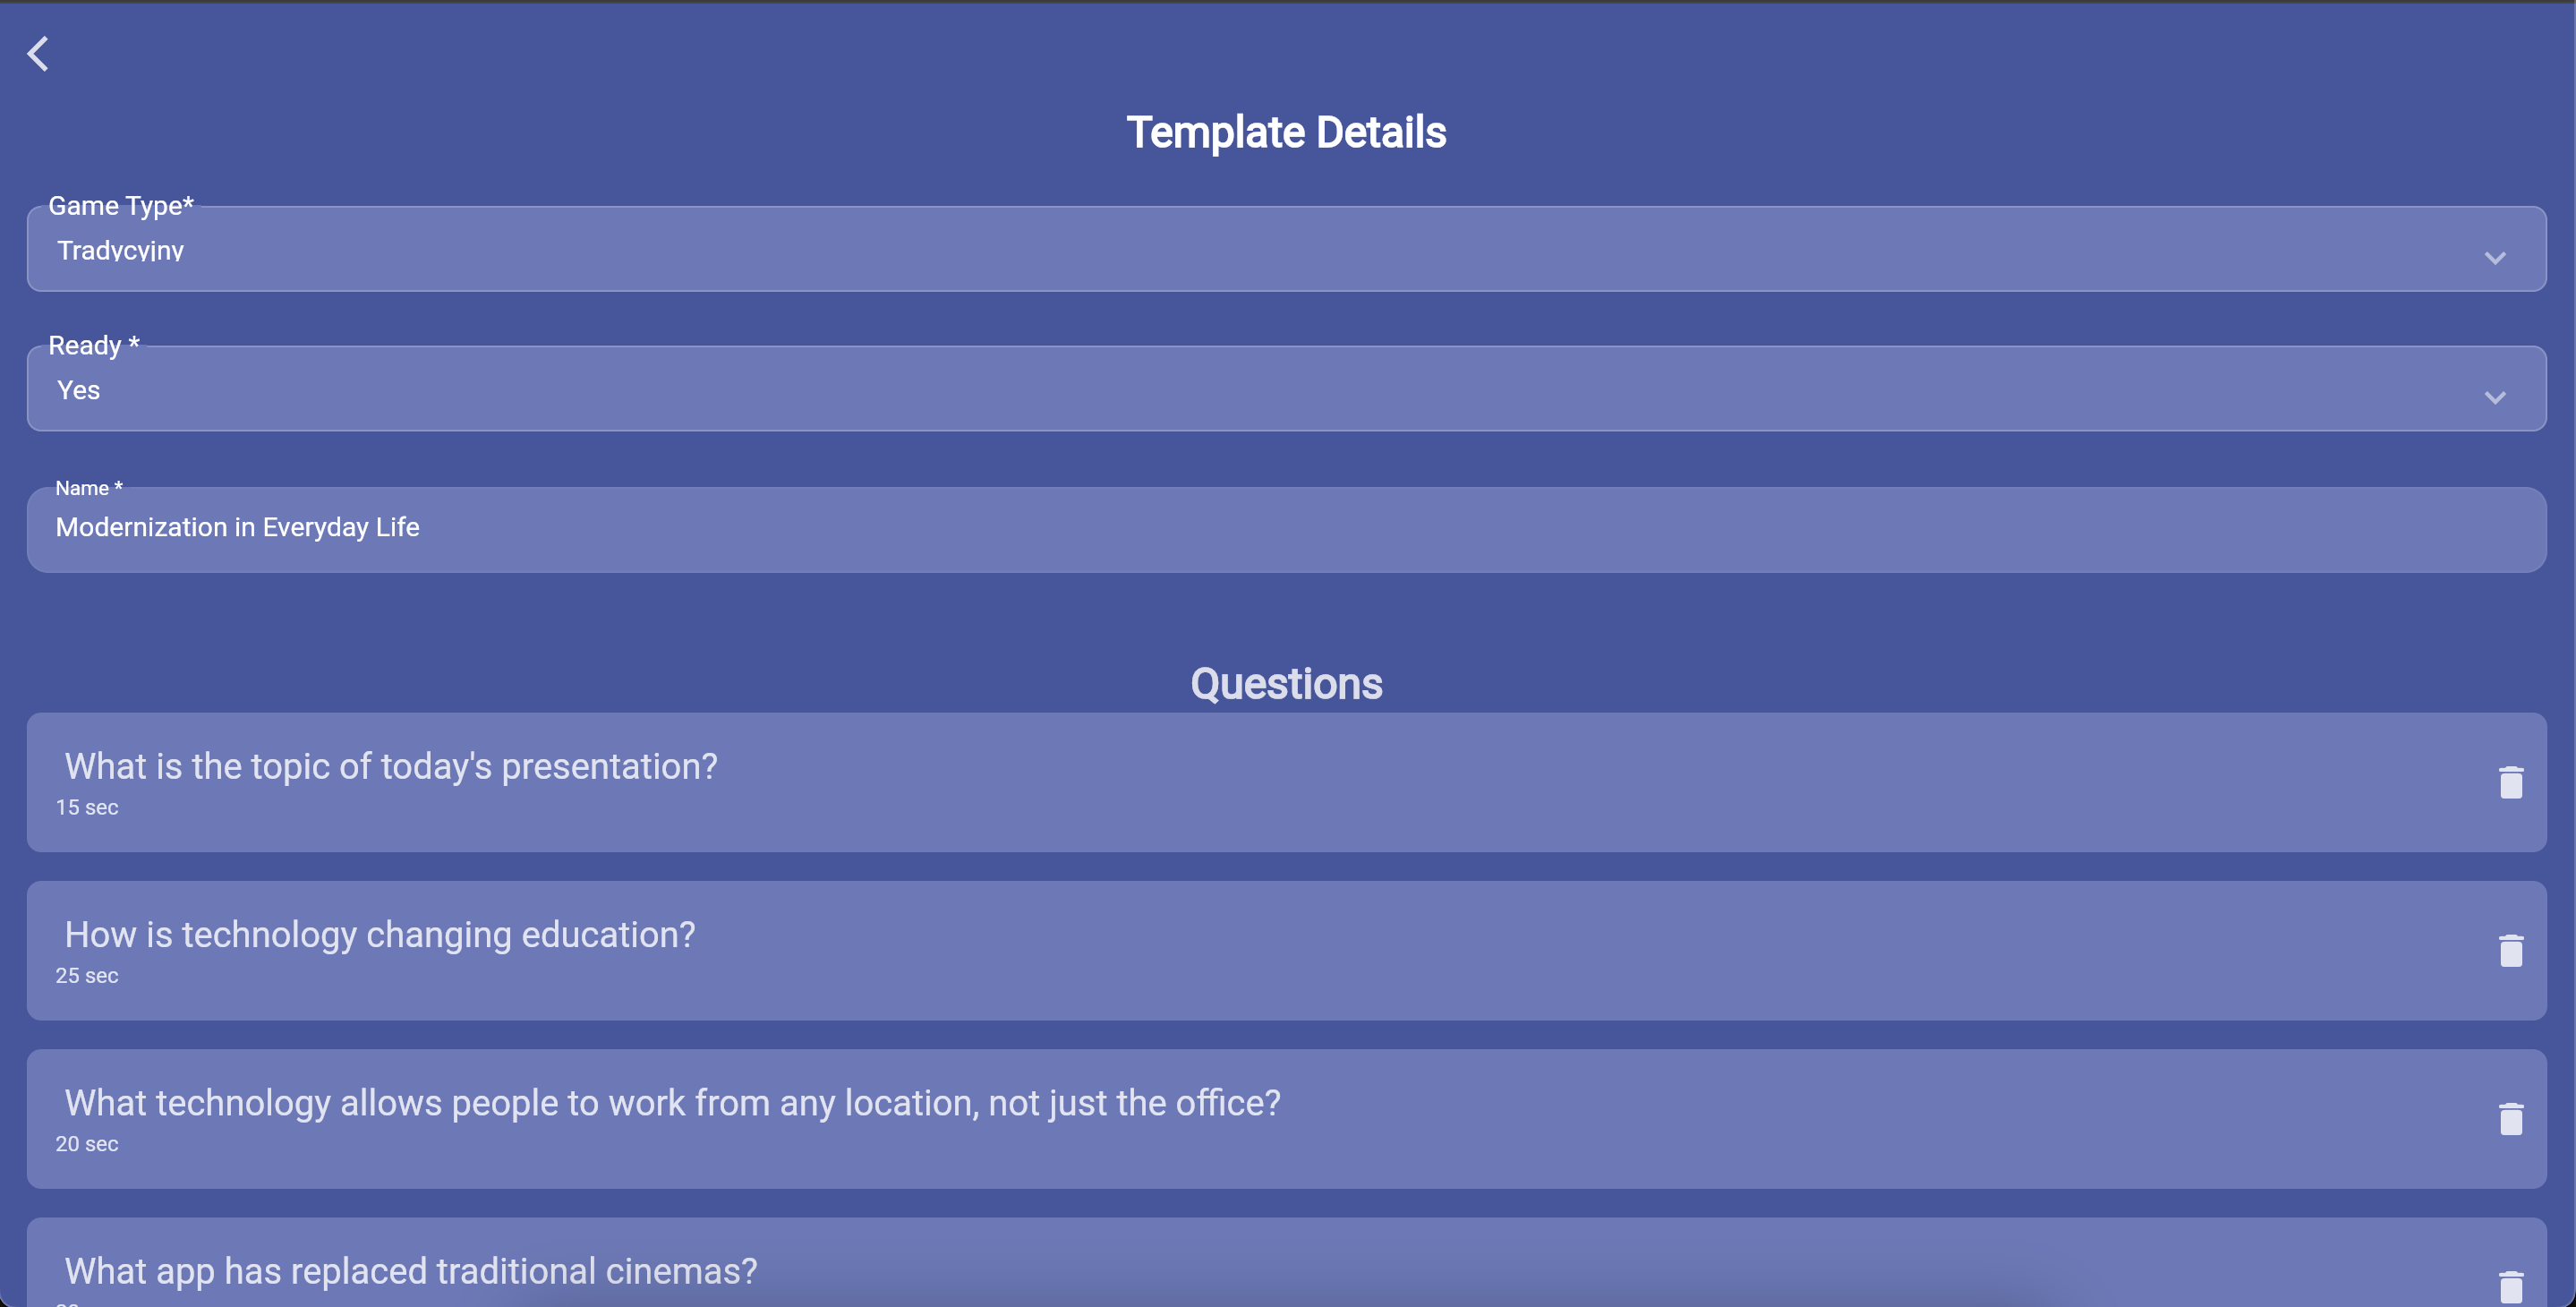 Template Details
Game Type*
Tradycyjny
Ready *
Yes
Name *
Modernization in Everyday Life
Questions
What is the topic of today's presentation?
15 sec
How is technology changing education?
25 sec
What technology allows people to work from any location, not just the office?
20 sec
What app has replaced traditional cinemas?